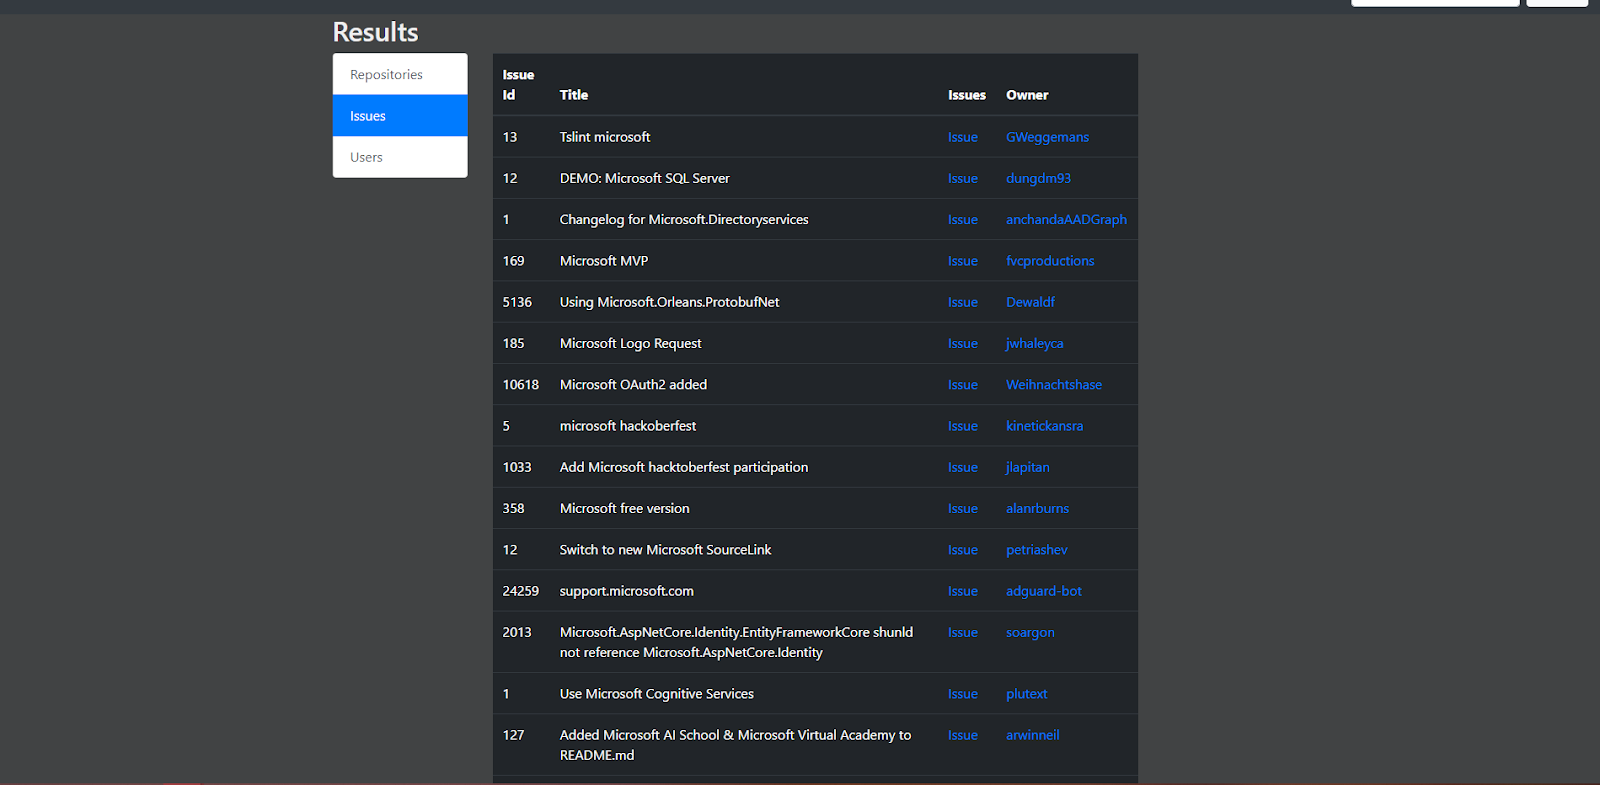 Results
Repositories
Issues
Users
Issue
Id Title Issues Owner
13 Tslint microsoft Issue GWeggemans
12 DEMO: Microsoft SQL Server Issue dungdm93
1 Changelog for Microsoft.Directoryservices Issue anchandaAADGraph
169 Microsoft MVP Issue fvcproductions
5136 Using Microsoft.Orleans.ProtobufNet Issue Dewaldf
185 Microsoft Logo Request Issue jwhaleyca
10618 Microsoft OAuth2 added Issue Weihnachtshase
5 microsoft hackoberfest Issue kinetickansra
1033 Add Microsoft hacktoberfest participation Issue jlapitan
358 Microsoft free version Issue alanrburns
12 Switch to new Microsoft SourceLink Issue petriashev
24259 support.microsoft.com Issue adguard-bot
2013 Microsoft.AspNetCore.Identity.EntityFrameworkCore shunld Issue soargon
not reference Microsoft.AspNetCore.Identity
1 Use Microsoft Cognitive Services Issue plutext
127 Added Microsoft AI School & Microsoft Virtual Academy to Issue arwinneil
README.md